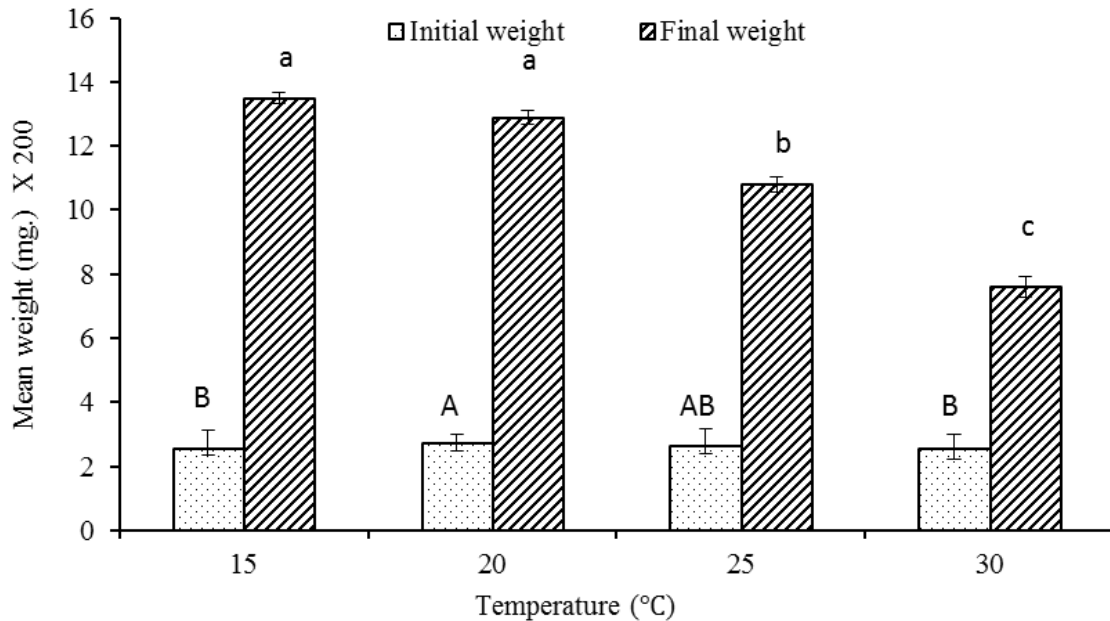 16
14
12
10
8
6
4
2
0
Mean weight (mg.) X 200
Initial weight
Final weight
a
a
b
c
B
A
AB
B
15
20
25
30
Temperature (℃)